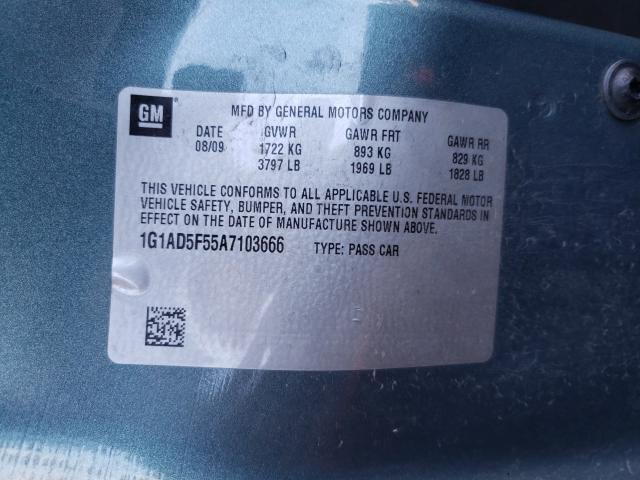 GM
MFD BY GENERAL MOTORS COMPANY
DATE GVWR GAWR FRT GAWR RR
08/09 1722 KG 893 KG 829 KG
3797 LB 1969 LB 1828 LB
THIS VEHICLE CONFORMS TO ALL APPLICABLE U.S. FEDERAL MOTOR
VEHICLE SAFETY, BUMPER, AND THEFT PREVENTION STANDARDS IN
EFFECT ON THE DATE OF MANUFACTURE SHOWN ABOVE.
1G1AD5F55A7103666 TYPE: PASS CAR